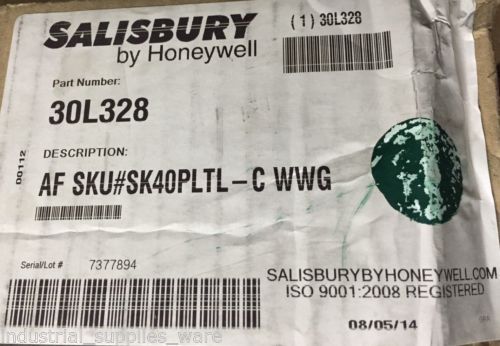 SALISBURY
by Honeywell
(1) 30L328
Part Number:
30L328
00112
DESCRIPTION:
AF SKU#SK40PLTL-C WWG
Serial/Lot # 7377894
SALISBURYBYHONEYWELL.COM
ISO 9001:2008 REGISTERED
08/05/14
industrial_supplies_ware